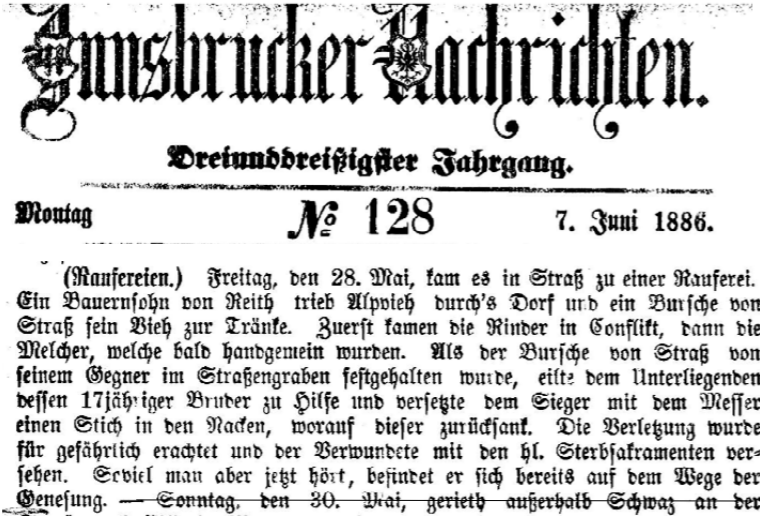 Innsbrucker Nachrichten.
Dreiunddreißigster Jahrgang.
Montag № 128 7. Juni 1886.
(Raufereien.) Freitag, den 28. Mai, kam es in Straß zu einer Rauferei.
Ein Bauernsohn von Reith trieb Alpvieh durch's Dorf und ein Bursche von
Straß sein Vieh zur Tränke. Zuerst kamen die Rinder in Conflikt, dann die
Melcher, welche bald handgemein wurden. Als der Bursche von Straß von
seinem Gegner im Straßengraben festgehalten wurde, eilte dem Unterliegenden
dessen 17jähriger Bruder zu Hilfe und versetzte dem Sieger mit dem Messer
einen Stich in den Nacken, worauf dieser zurücksank. Die Verletzung wurde
für gefährlich erachtet und der Verwundete mit den hl. Sterbsakramenten ver-
sehen. Soviel man aber jetzt hört, befindet er sich bereits auf dem Wege der
Genesung. — Sonntag, den 30. Mai, gerieth außerhalb Schwaz an der